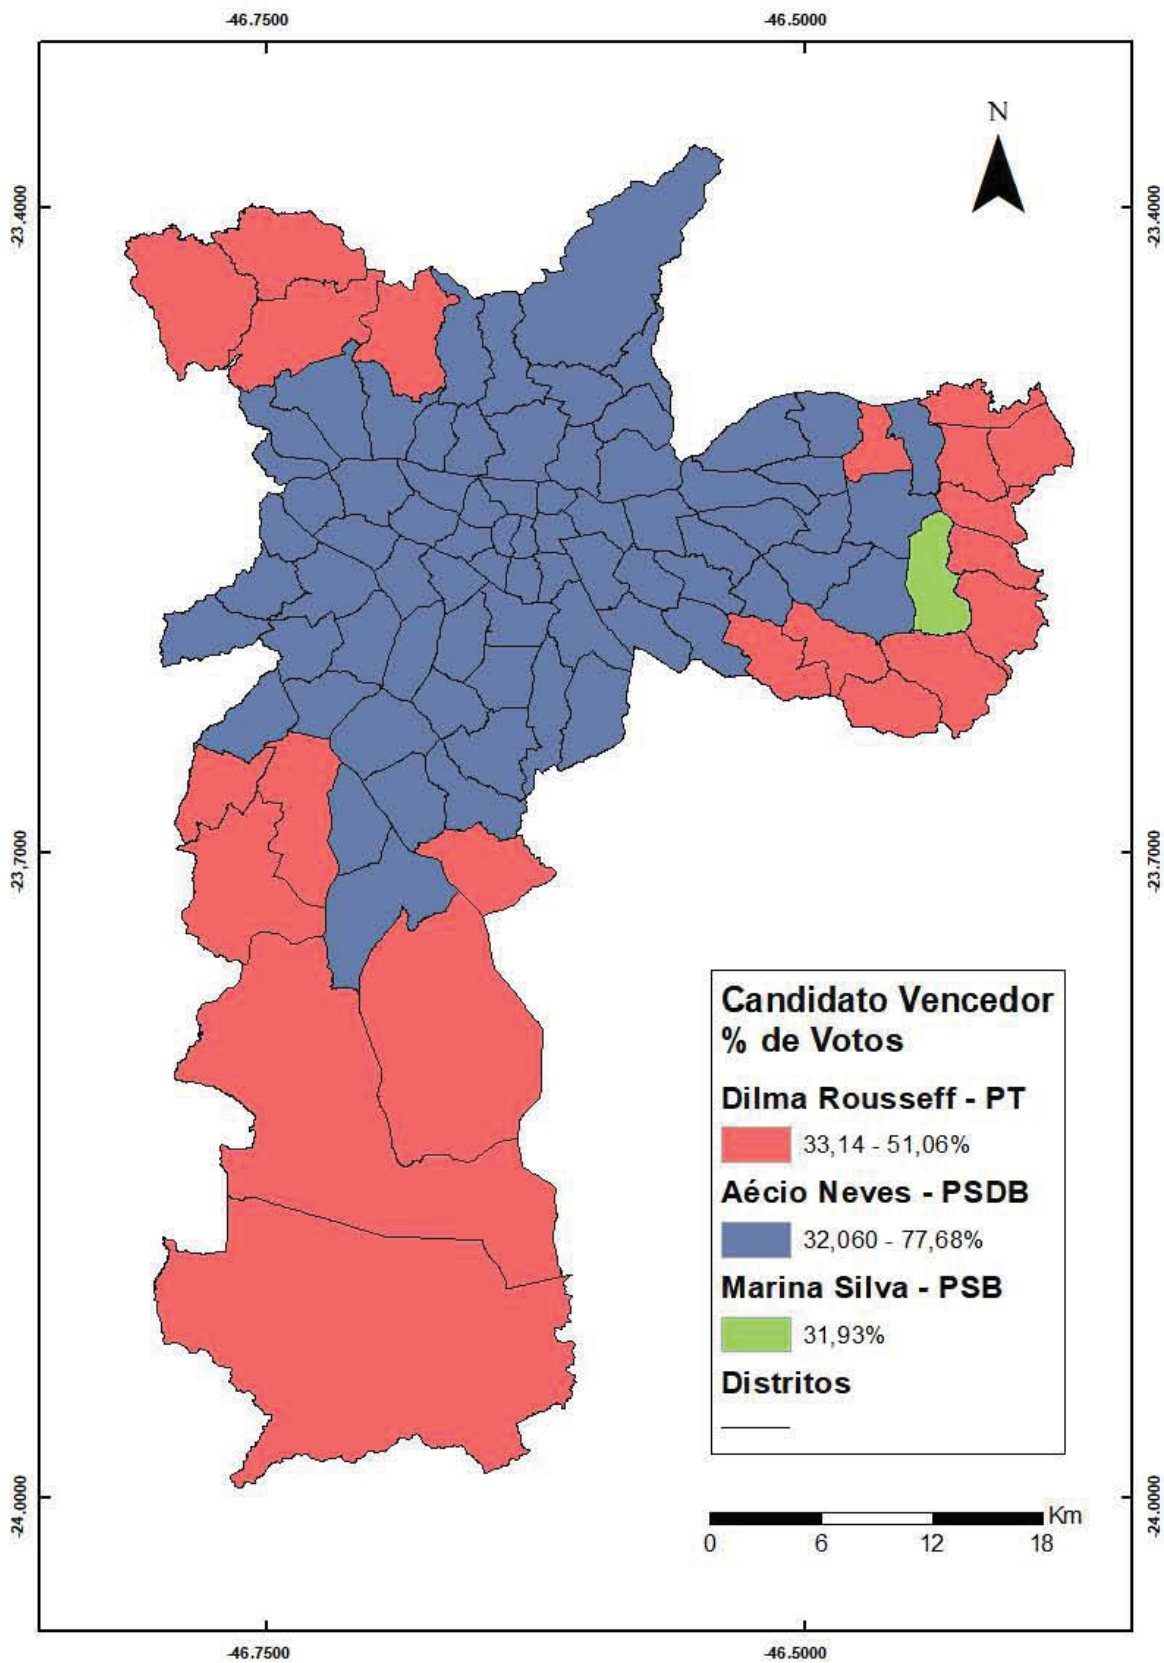 -46.7500 -46.5000
N
-23.4000 -23.4000
-23,7000 -23.7000
Candidato Vencedor
% de Votos
Dilma Rousseff - PT
33,14 - 51,06%
Aécio Neves - PSDB
32,060 - 77,68%
Marina Silva - PSB
31,93%
Distritos
-24.0000 -24.0000
Km
0 6 12 18
-46.7500 -46.5000